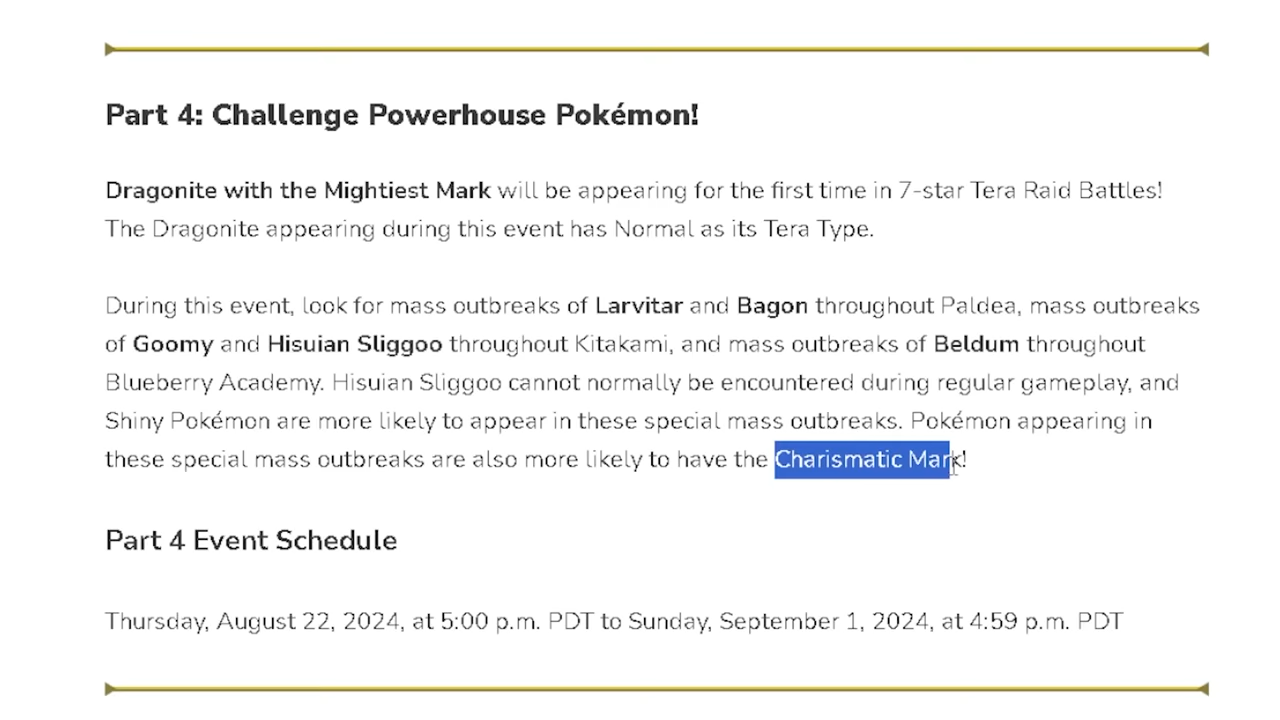 Part 4: Challenge Powerhouse Pokémon!
Dragonite with the Mightiest Mark will be appearing for the first time in 7-star Tera Raid Battles!
The Dragonite appearing during this event has Normal as its Tera Type.
During this event, look for mass outbreaks of Larvitar and Bagon throughout Paldea, mass outbreaks
of Goomy and Hisuian Sliggoo throughout Kitakami, and mass outbreaks of Beldum throughout
Blueberry Academy. Hisuian Sliggoo cannot normally be encountered during regular gameplay, and
Shiny Pokémon are more likely to appear in these special mass outbreaks. Pokémon appearing in
these special mass outbreaks are also more likely to have the Charismatic Mark!
Part 4 Event Schedule
Thursday, August 22, 2024, at 5:00 p.m. PDT to Sunday, September 1, 2024, at 4:59 p.m. PDT